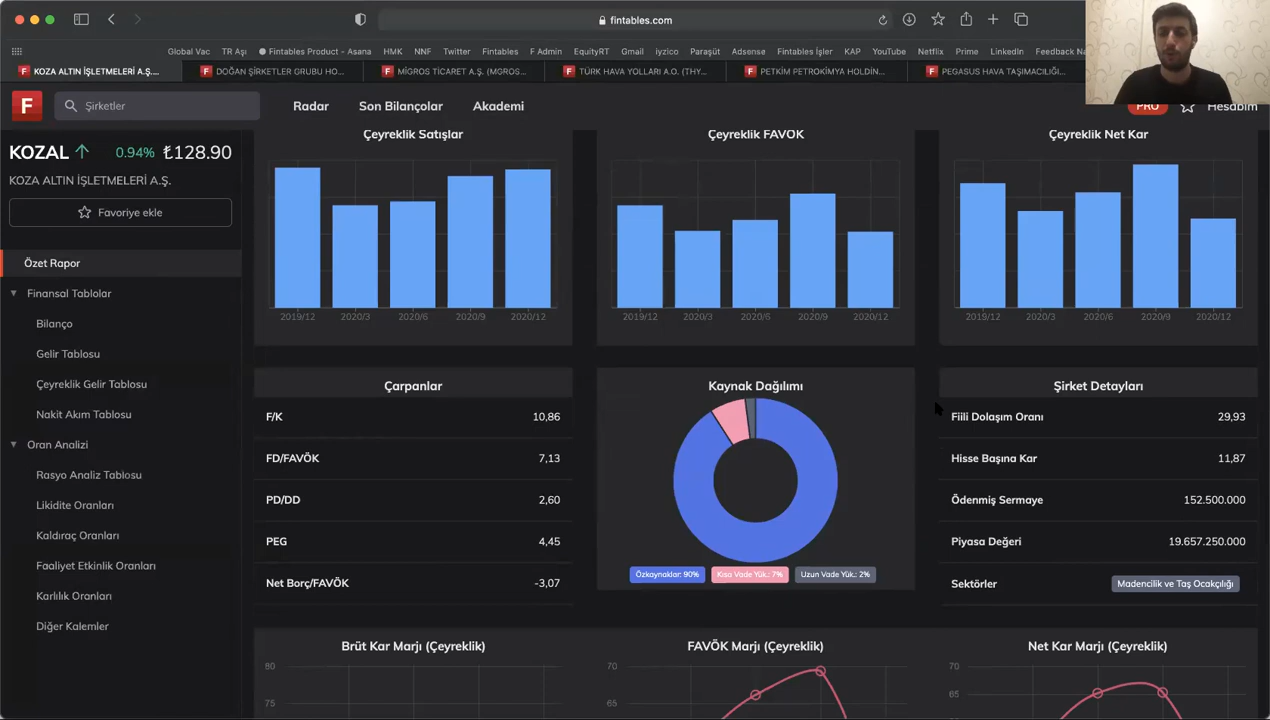 fintables.com
Global Vac TR Aşı Fintables Product - Asana HMK NNF Twitter Fintables F Admin EquityRT Gmail iyzico Paraşüt Adsense Fintables İşler KAP YouTube Netflix Prime LinkedIn Feedback
KOZA ALTIN İŞLETMELERİ A.Ş....
DOĞAN ŞİRKETLER GRUBU HO...
MİGROS TİCARET A.Ş. (MGROS...
TÜRK HAVA YOLLARI A.O. (THY...
PETKİM PETROKİMYA HOLDİN...
PEGASUS HAVA TAŞIMACILIĞI...
F
Şirketler
Radar Son Bilançolar Akademi PRO Hesabım
KOZAL 0.94% ₺128.90
KOZA ALTIN İŞLETMELERİ A.Ş.
Favoriye ekle
Özet Rapor
Finansal Tablolar
Bilanço
Gelir Tablosu
Çeyreklik Gelir Tablosu
Nakit Akım Tablosu
Oran Analizi
Rasyo Analiz Tablosu
Likidite Oranları
Kaldıraç Oranları
Faaliyet Etkinlik Oranları
Karlılık Oranları
Diğer Kalemler
Çeyreklik Satışlar
2019/12 2020/3 2020/6 2020/9 2020/12
Çeyreklik FAVÖK
2019/12 2020/3 2020/6 2020/9 2020/12
Çeyreklik Net Kar
2019/12 2020/3 2020/6 2020/9 2020/12
Çarpanlar
F/K 10,86
FD/FAVÖK 7,13
PD/DD 2,60
PEG 4,45
Net Borç/FAVÖK -3,07
Kaynak Dağılımı
Özkaynaklar: 90% Kısa Vade Yük.: 7% Uzun Vade Yük.: 2%
Şirket Detayları
Fiili Dolaşım Oranı 29,93
Hisse Başına Kar 11,87
Ödenmiş Sermaye 152.500.000
Piyasa Değeri 19.657.250.000
Sektörler Madencilik ve Taş Ocakçılığı
Brüt Kar Marjı (Çeyreklik)
80
75
FAVÖK Marjı (Çeyreklik)
70
65
Net Kar Marjı (Çeyreklik)
70
65